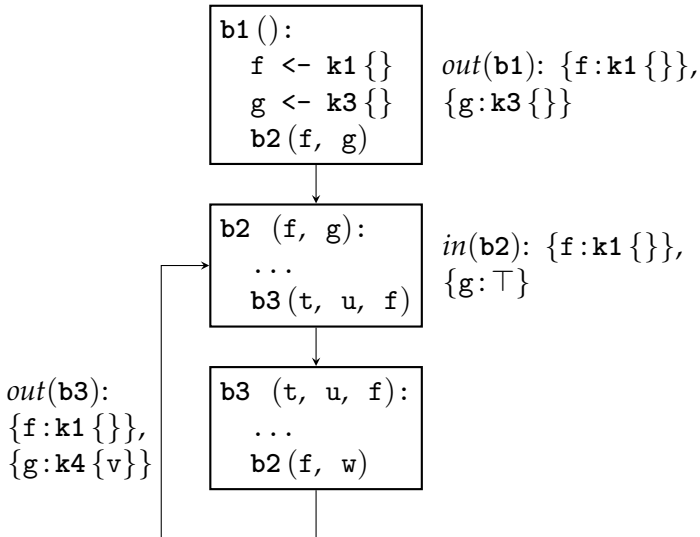 b1():
f <- k1{}
g <- k3{}
b2(f, g)
out(b1): {f:k1{}},
{g:k3{}}
b2 (f, g):
...
b3(t, u, f)
in(b2): {f:k1{}},
{g:⊤}
b3 (t, u, f):
...
b2(f, w)
out(b3):
{f:k1{}},
{g:k4{v}}